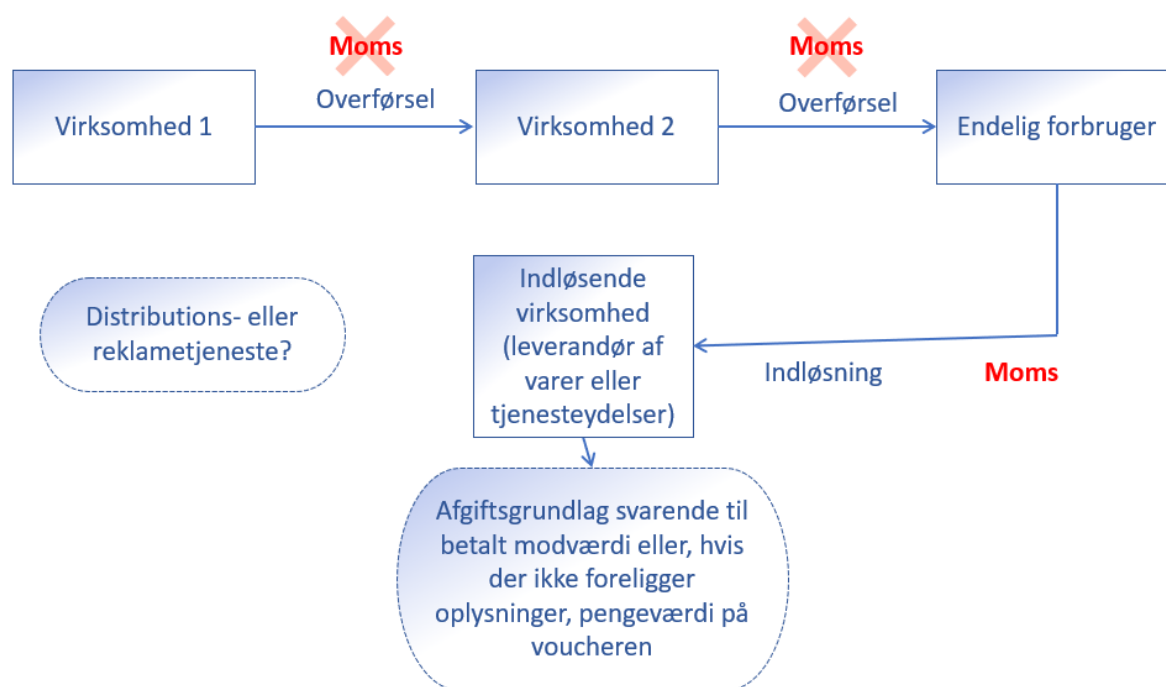 Moms
Moms
Overførsel
Overførsel
Virksomhed 1
Virksomhed 2
Endelig forbruger
Distributions- eller
reklametjeneste?
Indløsende
virksomhed
(leverandør af
varer eller
tjenesteydelser)
Indløsning
Moms
Afgiftsgrundlag svarende til
betalt modværdi eller, hvis
der ikke foreligger
oplysninger, pengeværdi på
voucheren